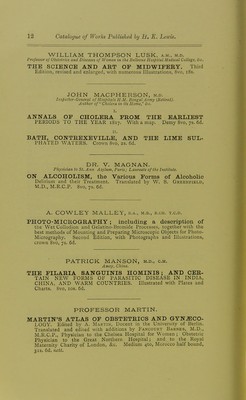 18 Catalogue of Works Published by H. K. Lewis.
WILLIAM THOMPSON LUSK, A.M., M.D.
Professor of Obstetrics and Diseases of Women in the Bellevue Hospital Medical College, &c.
THE SCIENCE AND ART OF MIDWIFERY. Third
Edition, revised and enlarged, with numerous Illustrations, 8vo, 18s.
JOHN MACPHERSON, M.D.
Inspector-General of Hospitals H.M. Bengal Army (Retired).
Author of "Cholera in its Home," &c.
I.
ANNALS OF CHOLERA FROM THE EARLIEST
PERIODS TO THE YEAR 1817. With a map. Demy 8vo, 7s. 6d.
II.
BATH, CONTREXEVILLE, AND THE LIME SUL-
PHATED WATERS. Crown 8vo, 2s. 6d.
DR. V. MAGNAN.
Physician to St. Ann Asylum, Paris; Laureate of the Institute.
ON ALCOHOLISM, the Various Forms of Alcoholic
Delirium and their Treatment. Translated by W. S. GREENFIELD,
M.D., M.R.C.P. 8vo, 7s. 6d.
A. COWLEY MALLEY, B.A., M.B., B.CH. T.C.D.
PHOTO-MICROGRAPHY; including a description of
the Wet Collodion and Gelatino-Bromide Processes, together with the
best methods of Mounting and Preparing Microscopic Objects for Photo-
Micrography. Second Edition, with Photographs and Illustrations,
crown 8vo, 7s. 6d.
PATRICK MANSON, M.D., C.M.
Amoy, China.
THE FILARIA SANGUINIS HOMINIS; AND CER-
TAIN NEW FORMS OF PARASITIC DISEASE IN INDIA,
CHINA, AND WARM COUNTRIES. Illustrated with Plates and
Charts. 8vo, 10s. 6d.
PROFESSOR MARTIN.
MARTIN'S ATLAS OF OBSTETRICS AND GYNÆCO-
LOGY. Edited by A. MARTIN, Docent in the University of Berlin.
Translated and edited with additions by FANCOURT BARNES, M.D.,
M.R.C.P., Physician to the Chelsea Hospital for Women; Obstetric
Physician to the Great Northern Hospital; and to the Royal
Maternity Charity of London, &c. Medium 4to, Morocco half bound,
31s. 6d. nett.